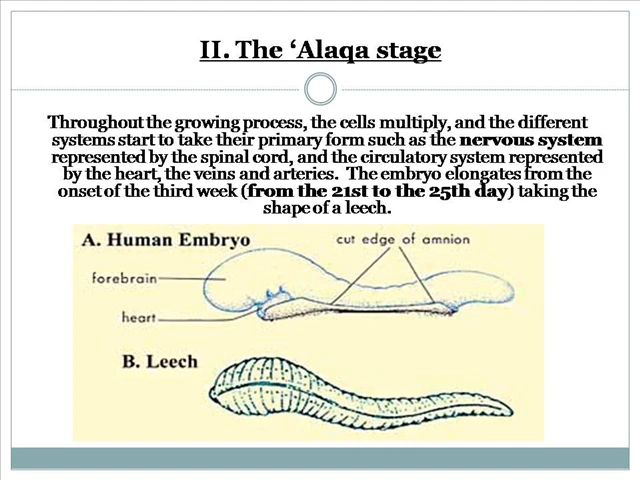 II. The ‘Alaqa stage
Throughout the growing process, the cells multiply, and the different
systems start to take their primary form such as the nervous system
represented by the spinal cord, and the circulatory system represented
by the heart, the veins and arteries. The embryo elongates from the
onset of the third week (from the 21st to the 25th day) taking the
shape of a leech.
A. Human Embryo
cut edge of amnion
forebrain
heart
B. Leech